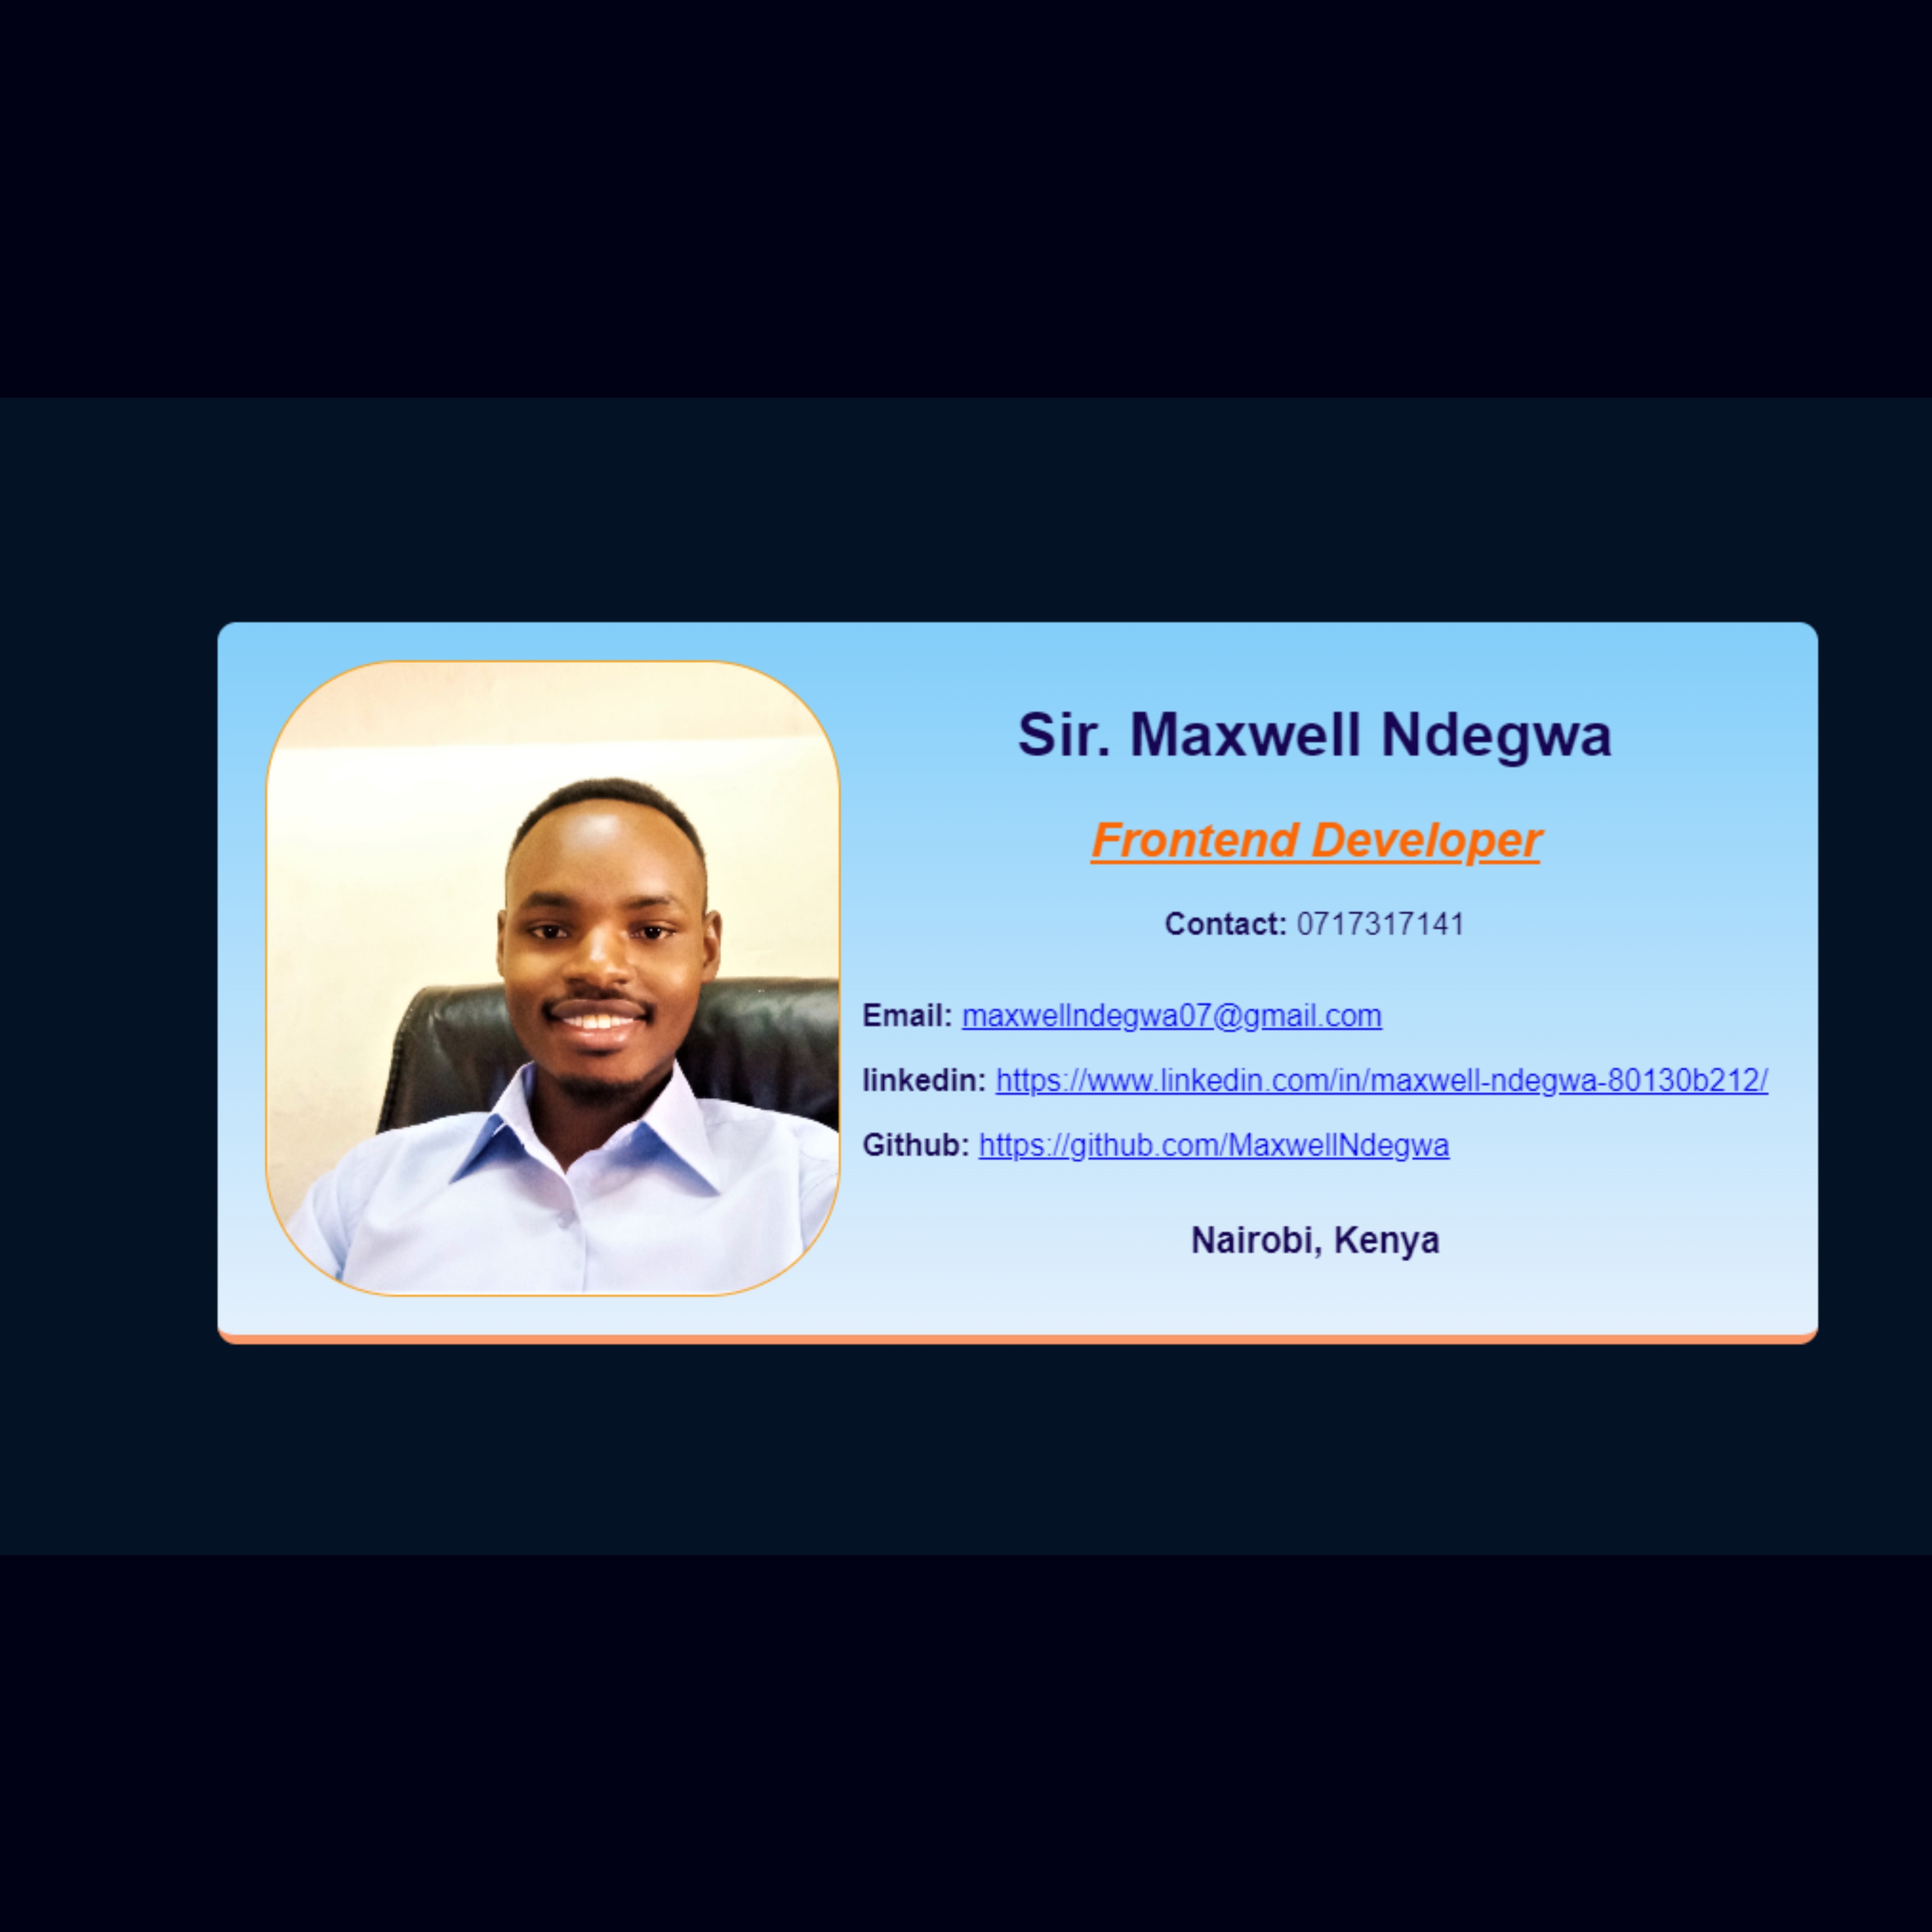 Sir. Maxwell Ndegwa
Frontend Developer
Contact: 0717317141
Email: maxwellndegwa07@gmail.com
linkedin: https://www.linkedin.com/in/maxwell-ndegwa-80130b212/
Github: https://github.com/MaxwellNdegwa
Nairobi, Kenya